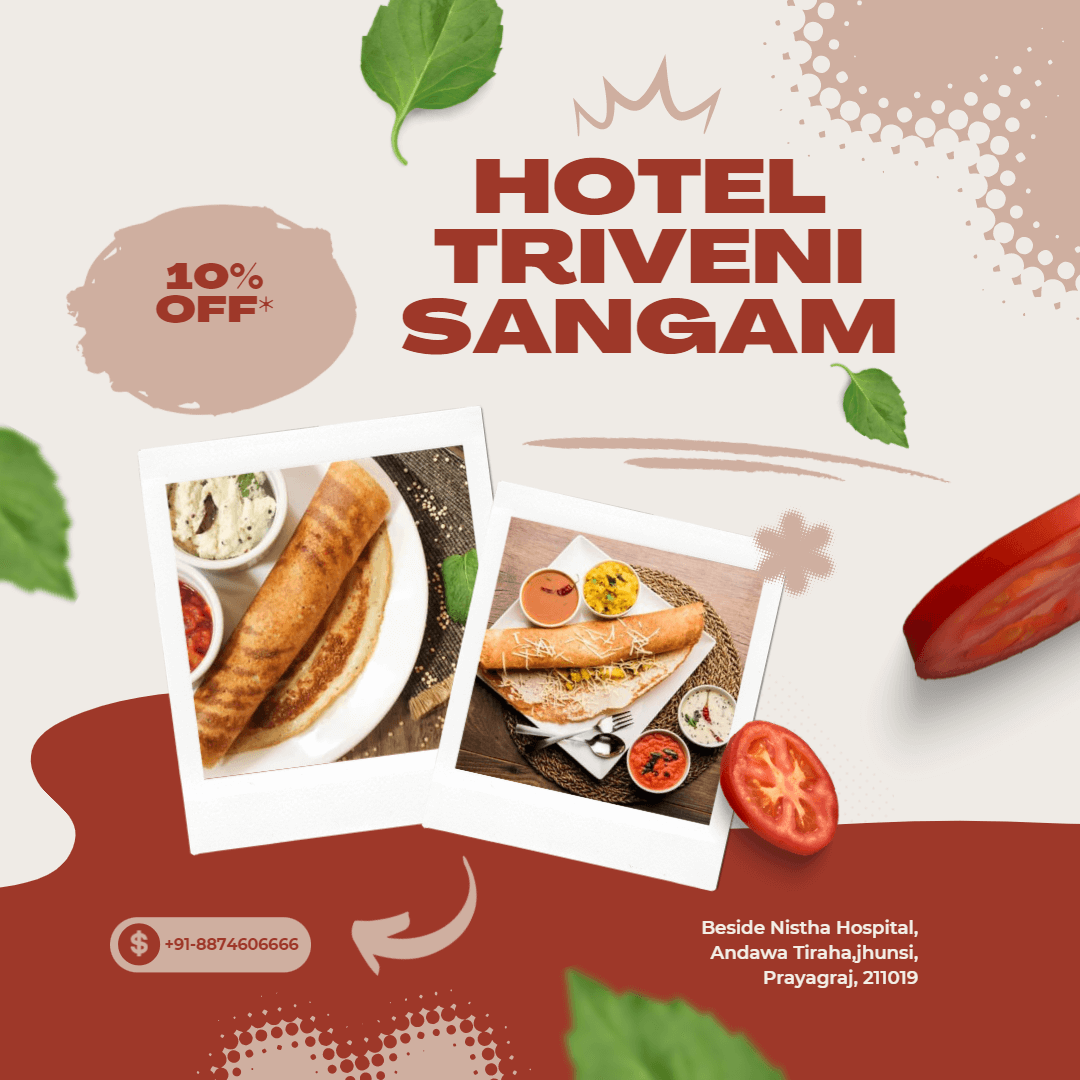 HOTEL
TRIVENI
SANGAM
10%
OFF*
$ +91-8874606666
Beside Nistha Hospital,
Andawa Tiraha,jhunsi,
Prayagraj, 211019